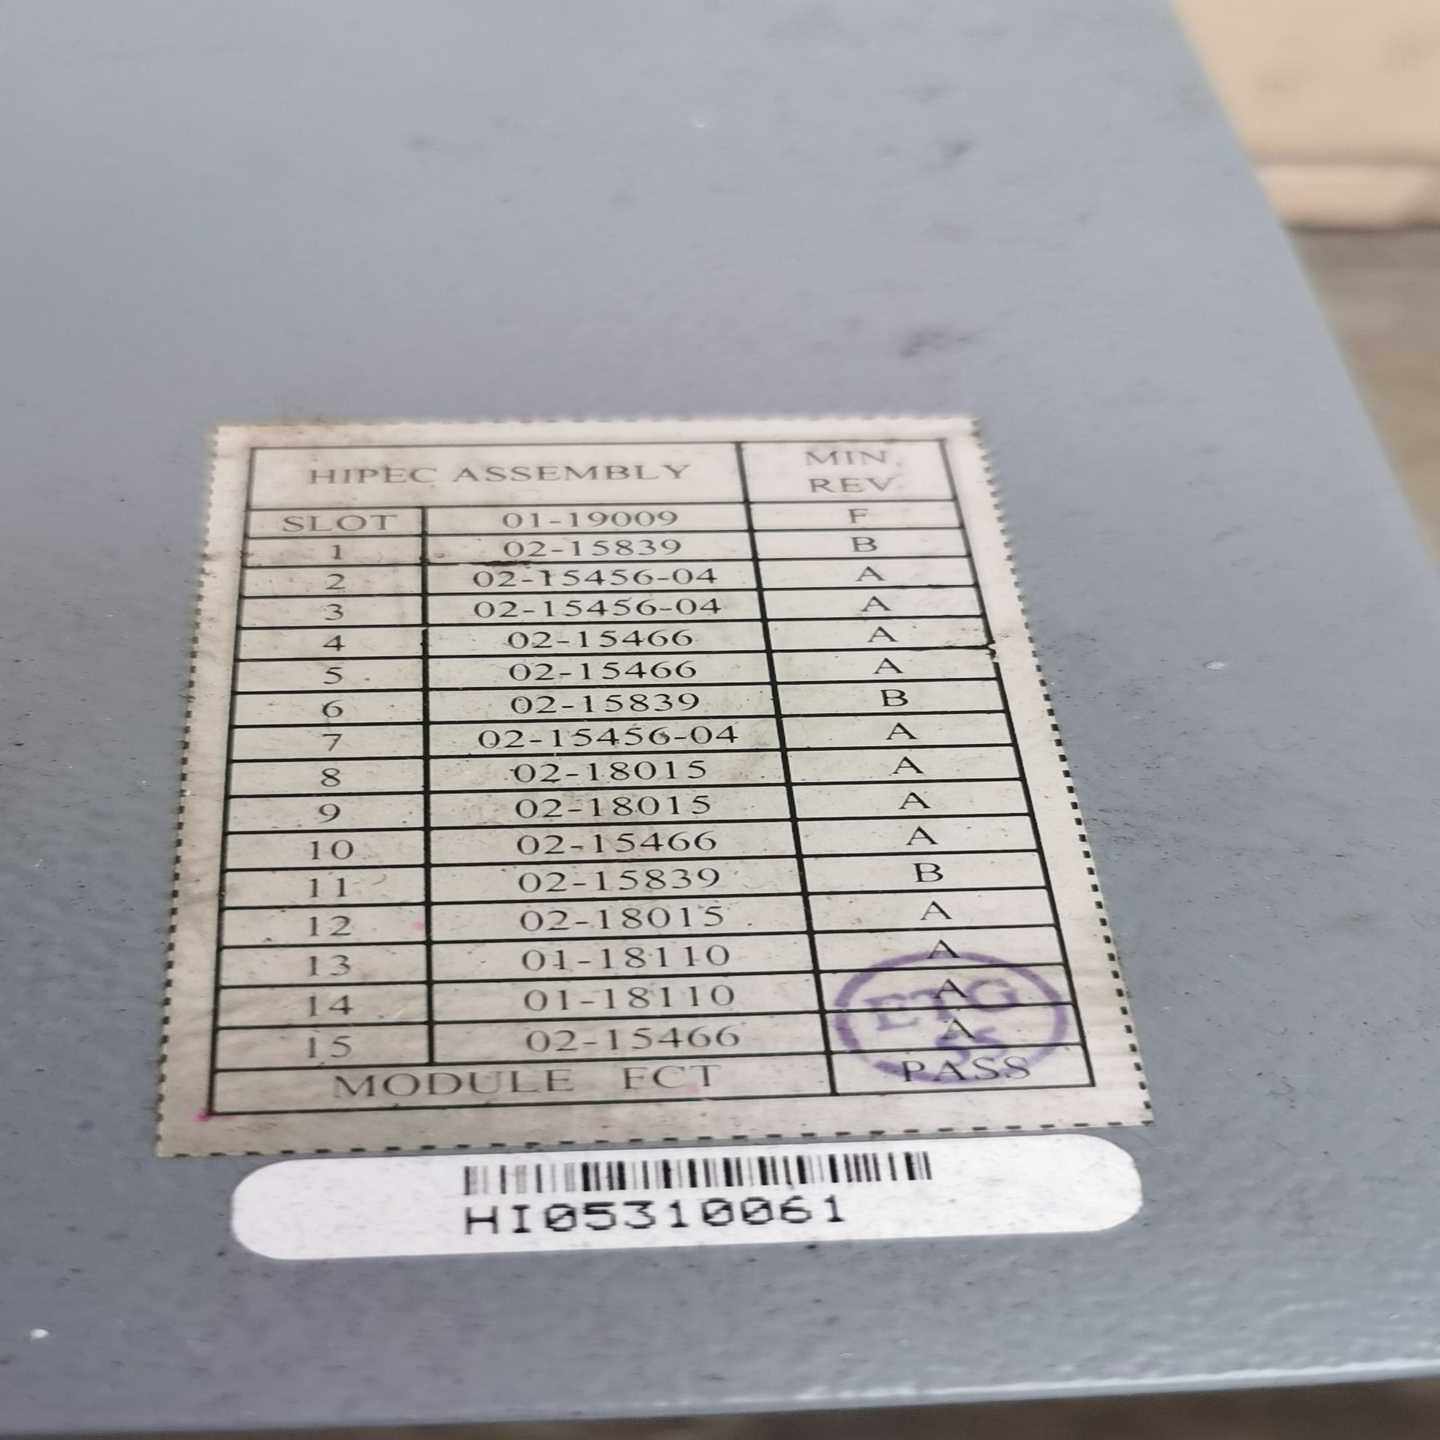 HIPEC ASSEMBLY MIN. REV.
SLOT 01-19009 F
1 02-15839 B
2 02-15456-04 A
3 02-15456-04 A
4 02-15466 A
5 02-15466 A
6 02-15839 B
7 02-15456-04 A
8 02-18015 A
9 02-18015 A
10 02-15466 A
11 02-15839 B
12 02-18015 A
13 01-18110 A
14 01-18110 A
15 02-15466 A
MODULE FCT PASS
ETG
HI05310061